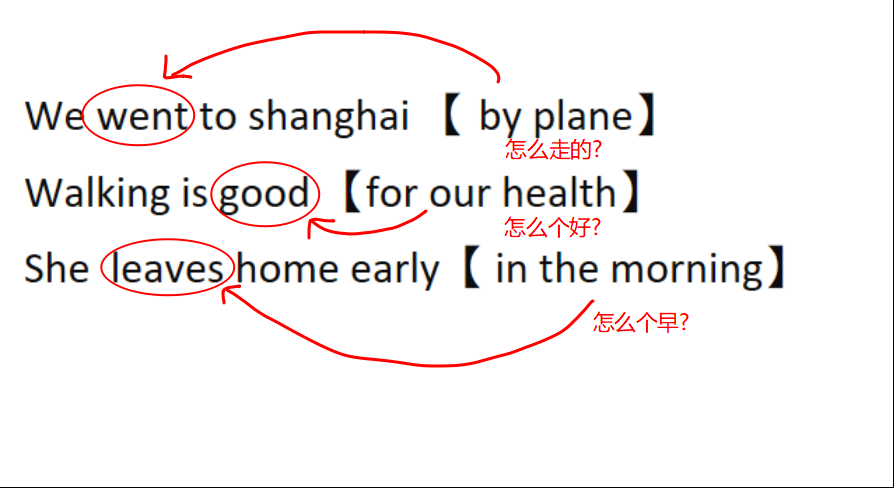 We went to shanghai 【 by plane】
怎么走的?
Walking is good 【for our health】
怎么个好?
She leaves home early【 in the morning】
怎么个早?